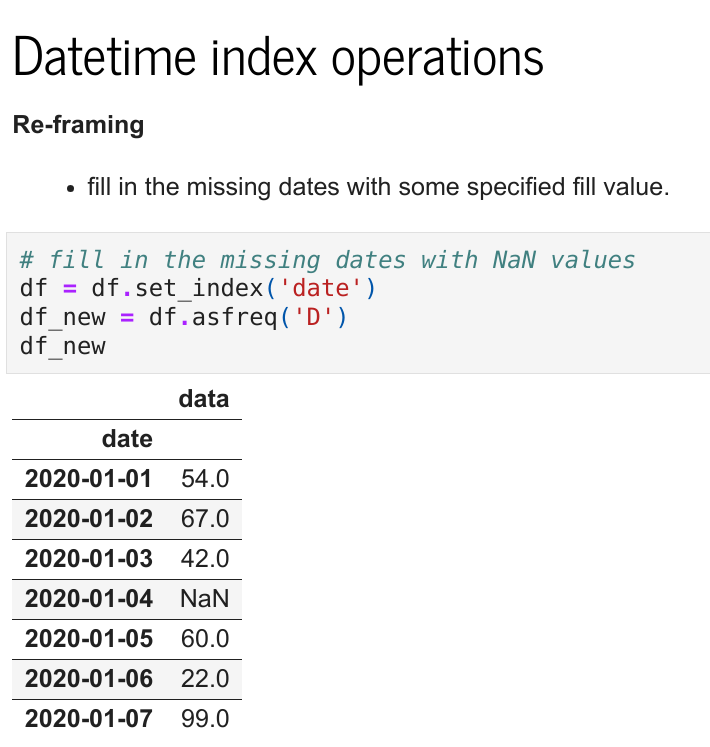 Datetime index operations
Re-framing
• fill in the missing dates with some specified fill value.
# fill in the missing dates with NaN values
df = df.set_index('date')
df_new = df.asfreq('D')
df_new
data
date
2020-01-01 54.0
2020-01-02 67.0
2020-01-03 42.0
2020-01-04 NaN
2020-01-05 60.0
2020-01-06 22.0
2020-01-07 99.0